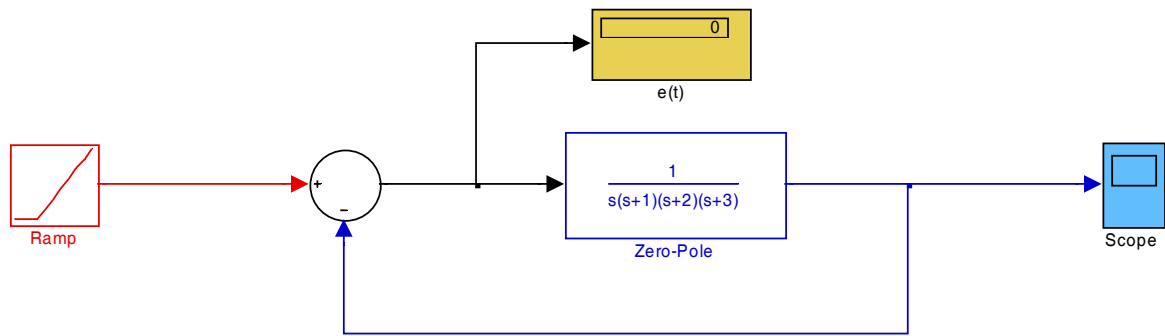 0
e(t)
+
−
1
s(s+1)(s+2)(s+3)
Ramp
Zero-Pole
Scope